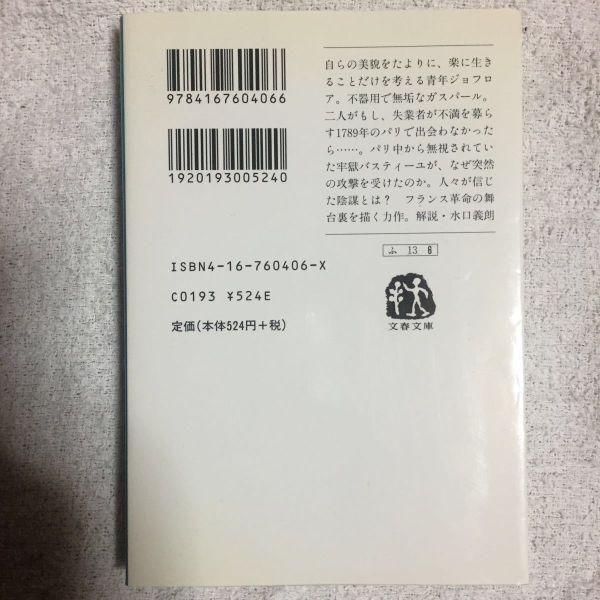 9784167604066
1920193005240
ISBN4-16-760406-X
C0193 ¥524E
定価(本体524円+税)
自らの美貌をたよりに、楽に生き
ることだけを考える青年ジョフロ
ア。不器用で無垢なガスパール。
二人がもし、失業者が不満を募ら
す1789年のパリで出会わなかった
ら……。パリ中から無視されてい
た牢獄バスティーユが、なぜ突然
の攻撃を受けたのか。人々が信じ
た陰謀とは? フランス革命の舞
台裏を描く力作。解説・水口義朗
ふ 13 6
文春文庫